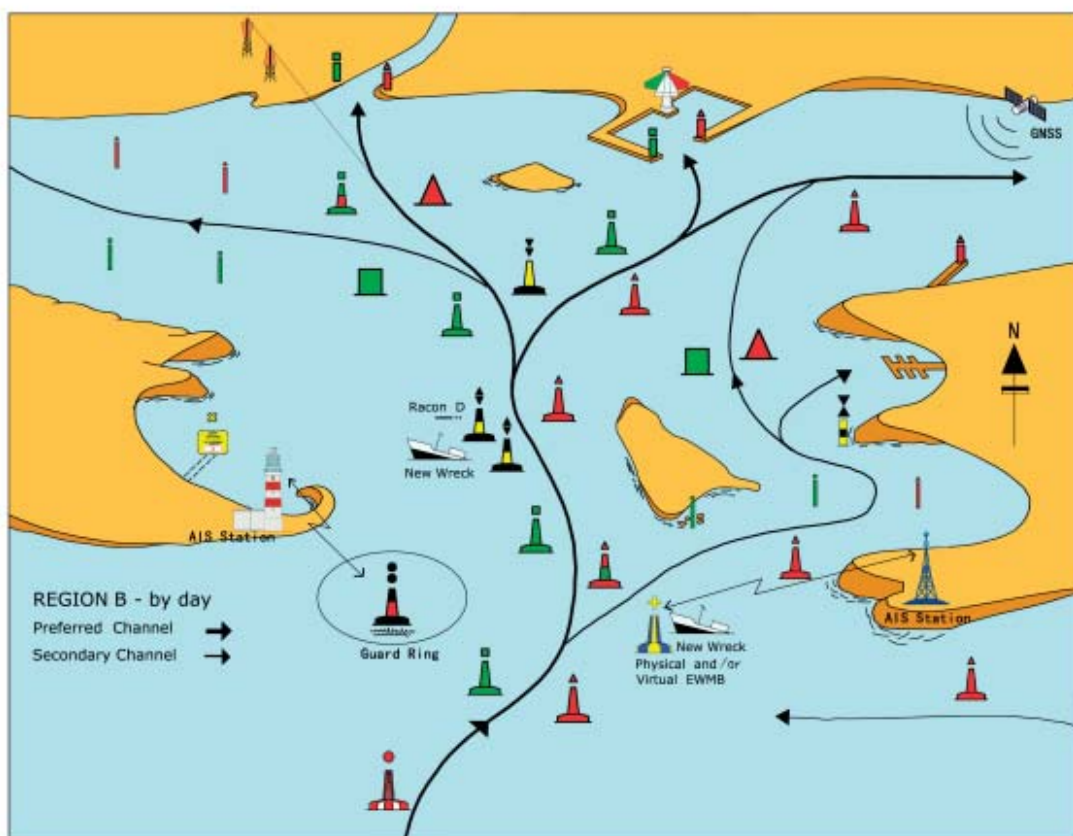 GNSS
N
Racon D
New Wreck
AIS Station
REGION B - by day
Preferred Channel
Secondary Channel
Guard Ring
New Wreck
Physical and/or
Virtual EWMB
AIS Station